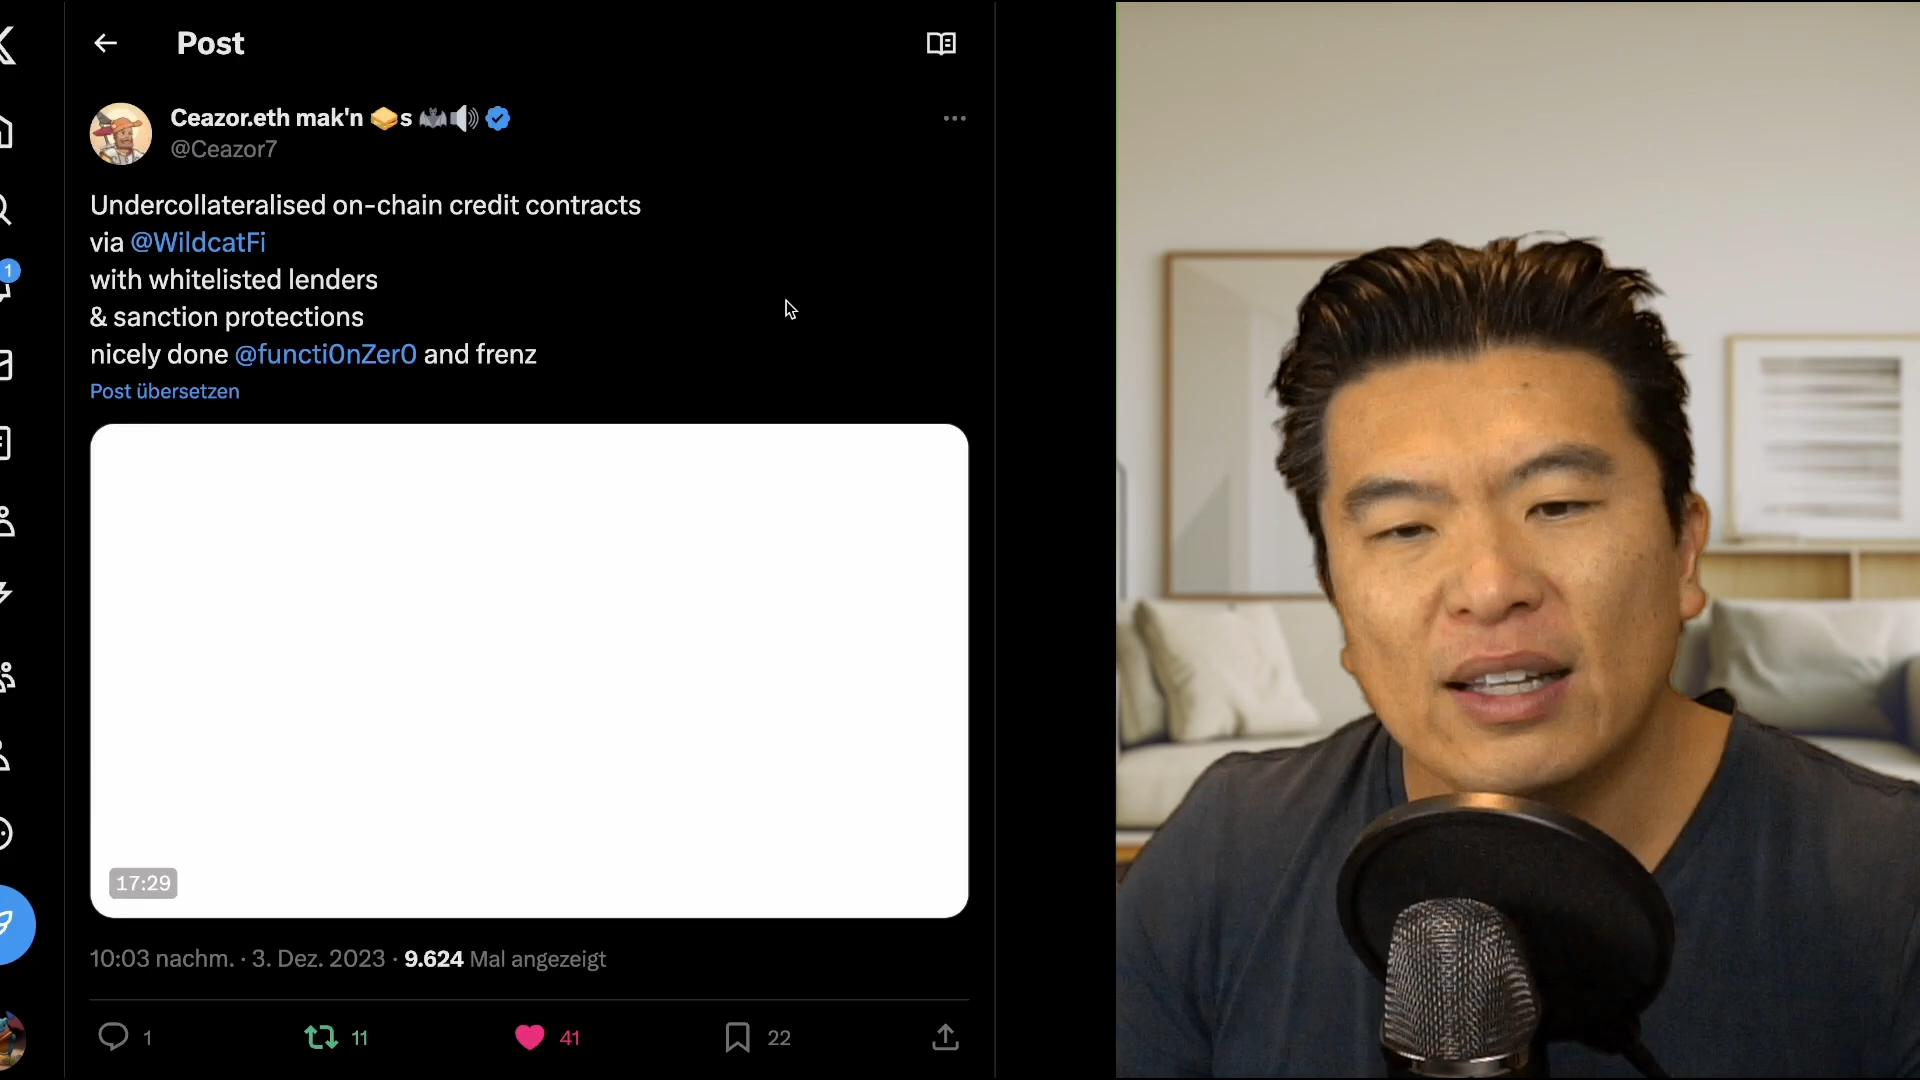 Post
Ceazor.eth mak'n 🥪s 🦇🔊
@Ceazor7
Undercollateralised on-chain credit contracts
via @WildcatFi
with whitelisted lenders
& sanction protections
nicely done @functi0nZer0 and frenz
Post übersetzen
1
17:29
10:03 nachm. · 3. Dez. 2023 · 9.624 Mal angezeigt
1 11 41 22